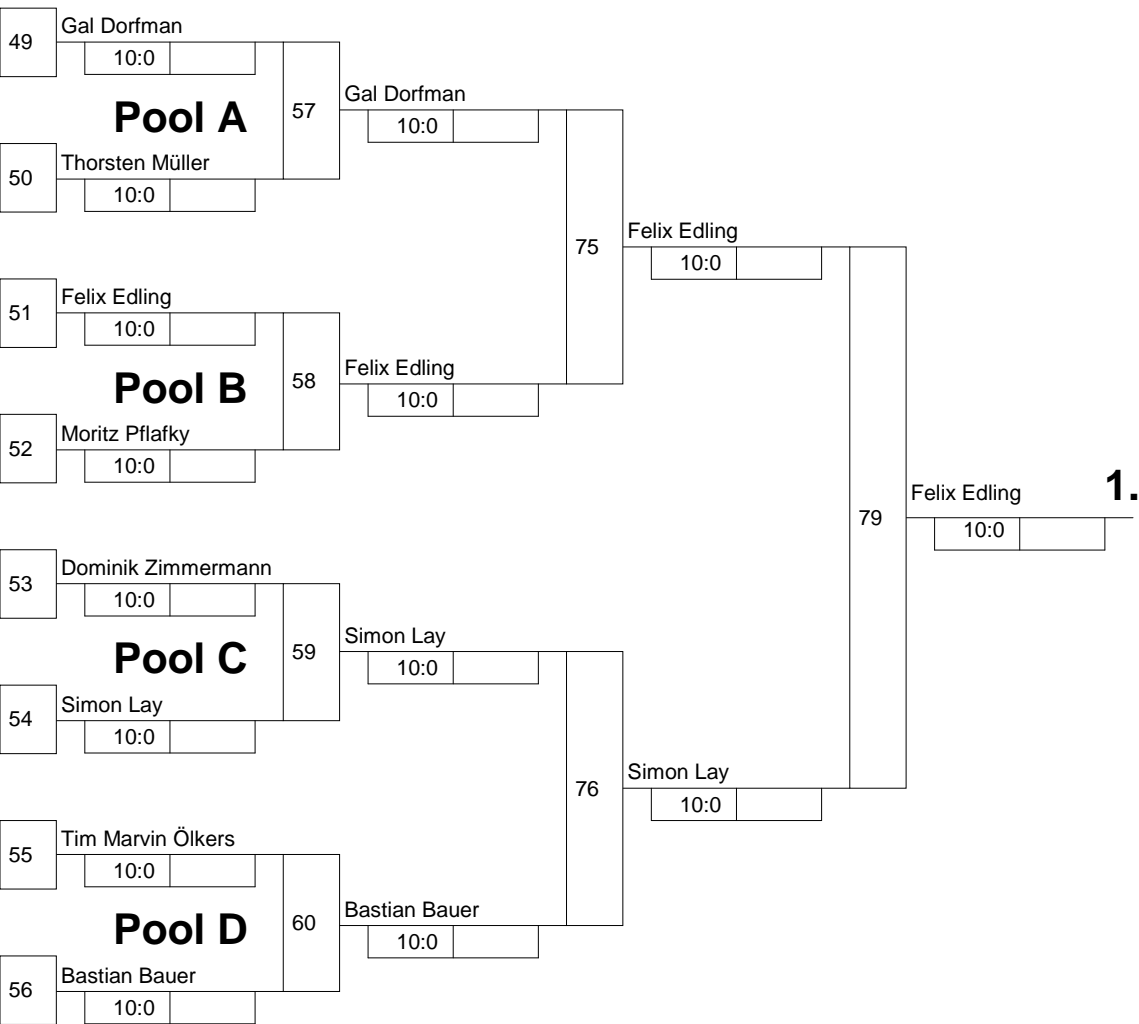 49
Gal Dorfman
10:0
Pool A
57
Gal Dorfman
10:0
50
Thorsten Müller
10:0
75
Felix Edling
10:0
51
Felix Edling
10:0
Pool B
58
Felix Edling
10:0
52
Moritz Pflafky
10:0
79
Felix Edling
1.
10:0
53
Dominik Zimmermann
10:0
Pool C
59
Simon Lay
10:0
54
Simon Lay
10:0
76
Simon Lay
10:0
55
Tim Marvin Ölkers
10:0
Pool D
60
Bastian Bauer
10:0
56
Bastian Bauer
10:0